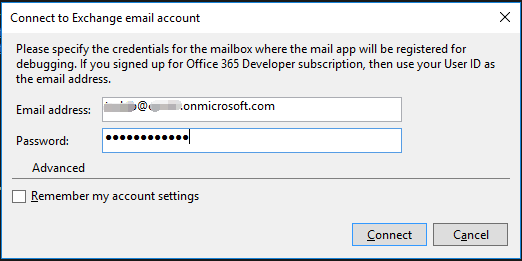 Connect to Exchange email account
Please specify the credentials for the mailbox where the mail app will be registered for
debugging. If you signed up for Office 365 Developer subscription, then use your User ID as
the email address.
Email address:
.onmicrosoft.com
Password:
●●●●●●●●●●●●
Advanced
Remember my account settings
Connect
Cancel